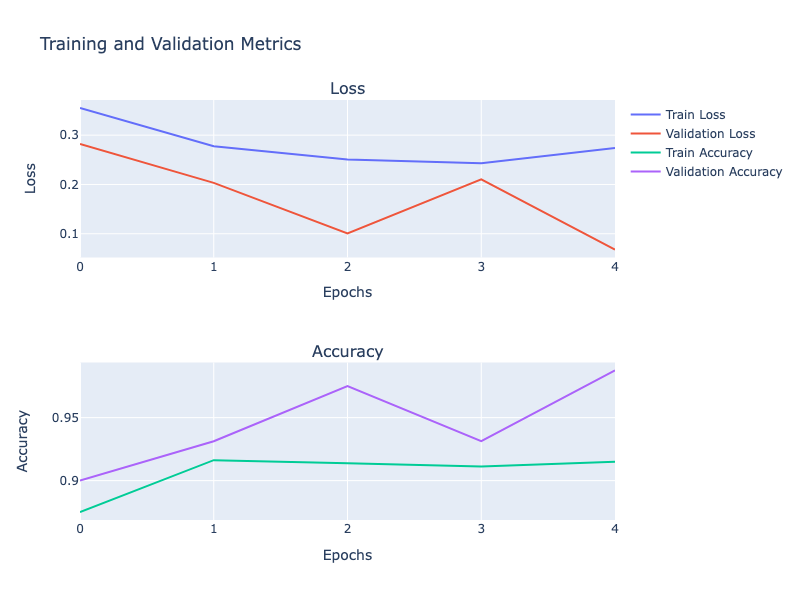 Training and Validation Metrics
Loss
Train Loss
Validation Loss
Train Accuracy
Validation Accuracy
0.3
0.2
0.1
Loss
0 1 2 3 4
Epochs
Accuracy
0.95
0.9
Accuracy
0 1 2 3 4
Epochs